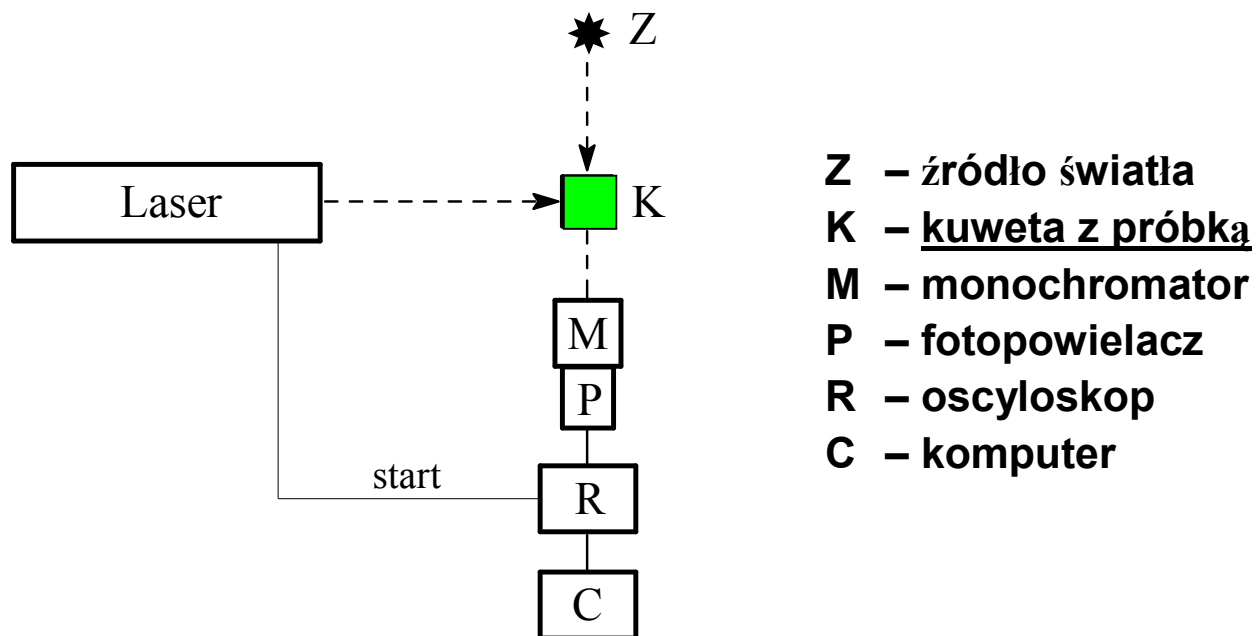 Z
Laser
K
M
P
start
R
C
Z – źródło światła
K – kuweta z próbką
M – monochromator
P – fotopowielacz
R – oscyloskop
C – komputer